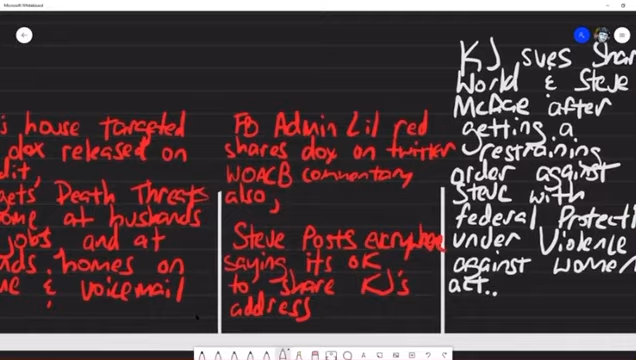 Microsoft Whiteboard
s house targeted
dox released on
dit,
gets Death Threats
ome at husbands
jobs and at
nds homes on
ne & voicemail
FB Admin Lil red
shares dox on twitter
WOACB commentary
also,
Steve Posts everywhere
saying its ok
to share KJ's
address
KJ sues Shar
World & Steve
McAfee after
getting a
restraining
order against
Steve with
federal Protecti
under Violence
against women
act..